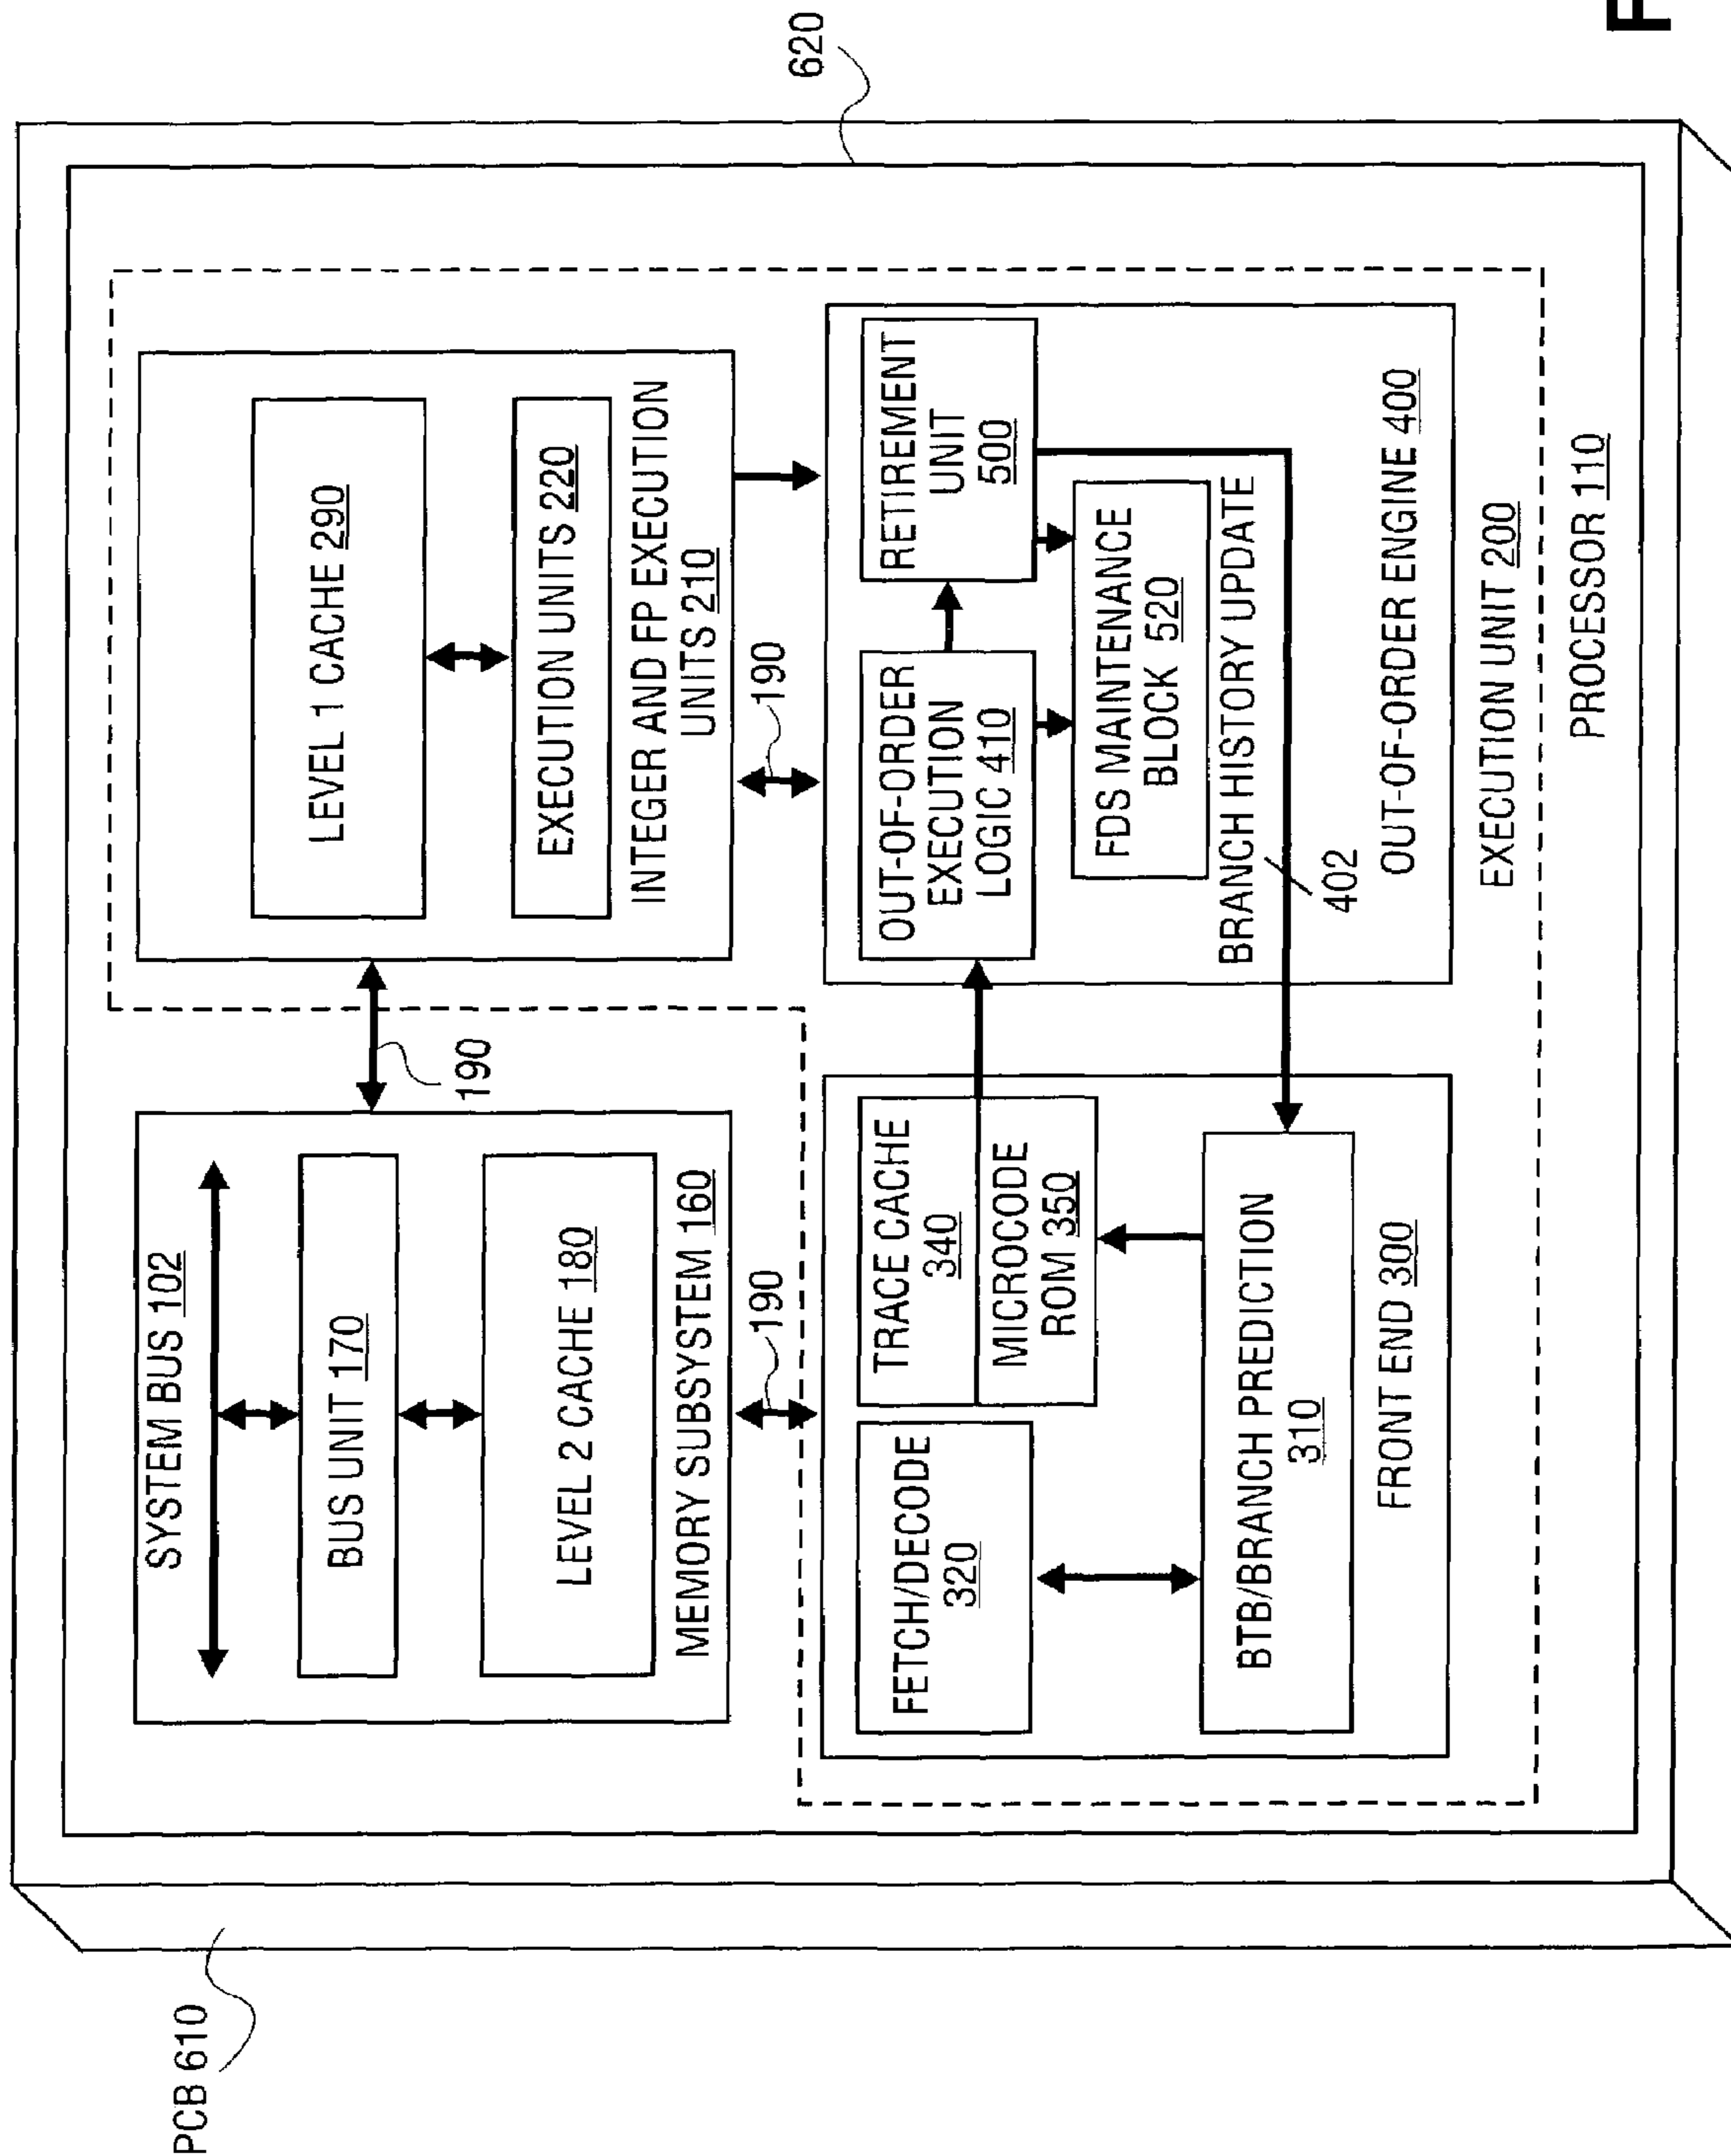 PCB 610
620
SYSTEM BUS 102
BUS UNIT 170
LEVEL 2 CACHE 180
MEMORY SUBSYSTEM 160
190
LEVEL 1 CACHE 290
EXECUTION UNITS 220
INTEGER AND FP EXECUTION
UNITS 210
190
190
FETCH/DECODE
320
TRACE CACHE
340
MICROCODE
ROM 350
BTB/BRANCH PREDICTION
310
FRONT END 300
OUT-OF-ORDER
EXECUTION
LOGIC 410
RETIREMENT
UNIT
500
FDS MAINTENANCE
BLOCK 520
BRANCH HISTORY UPDATE
402
OUT-OF-ORDER ENGINE 400
EXECUTION UNIT 200
PROCESSOR 110
F